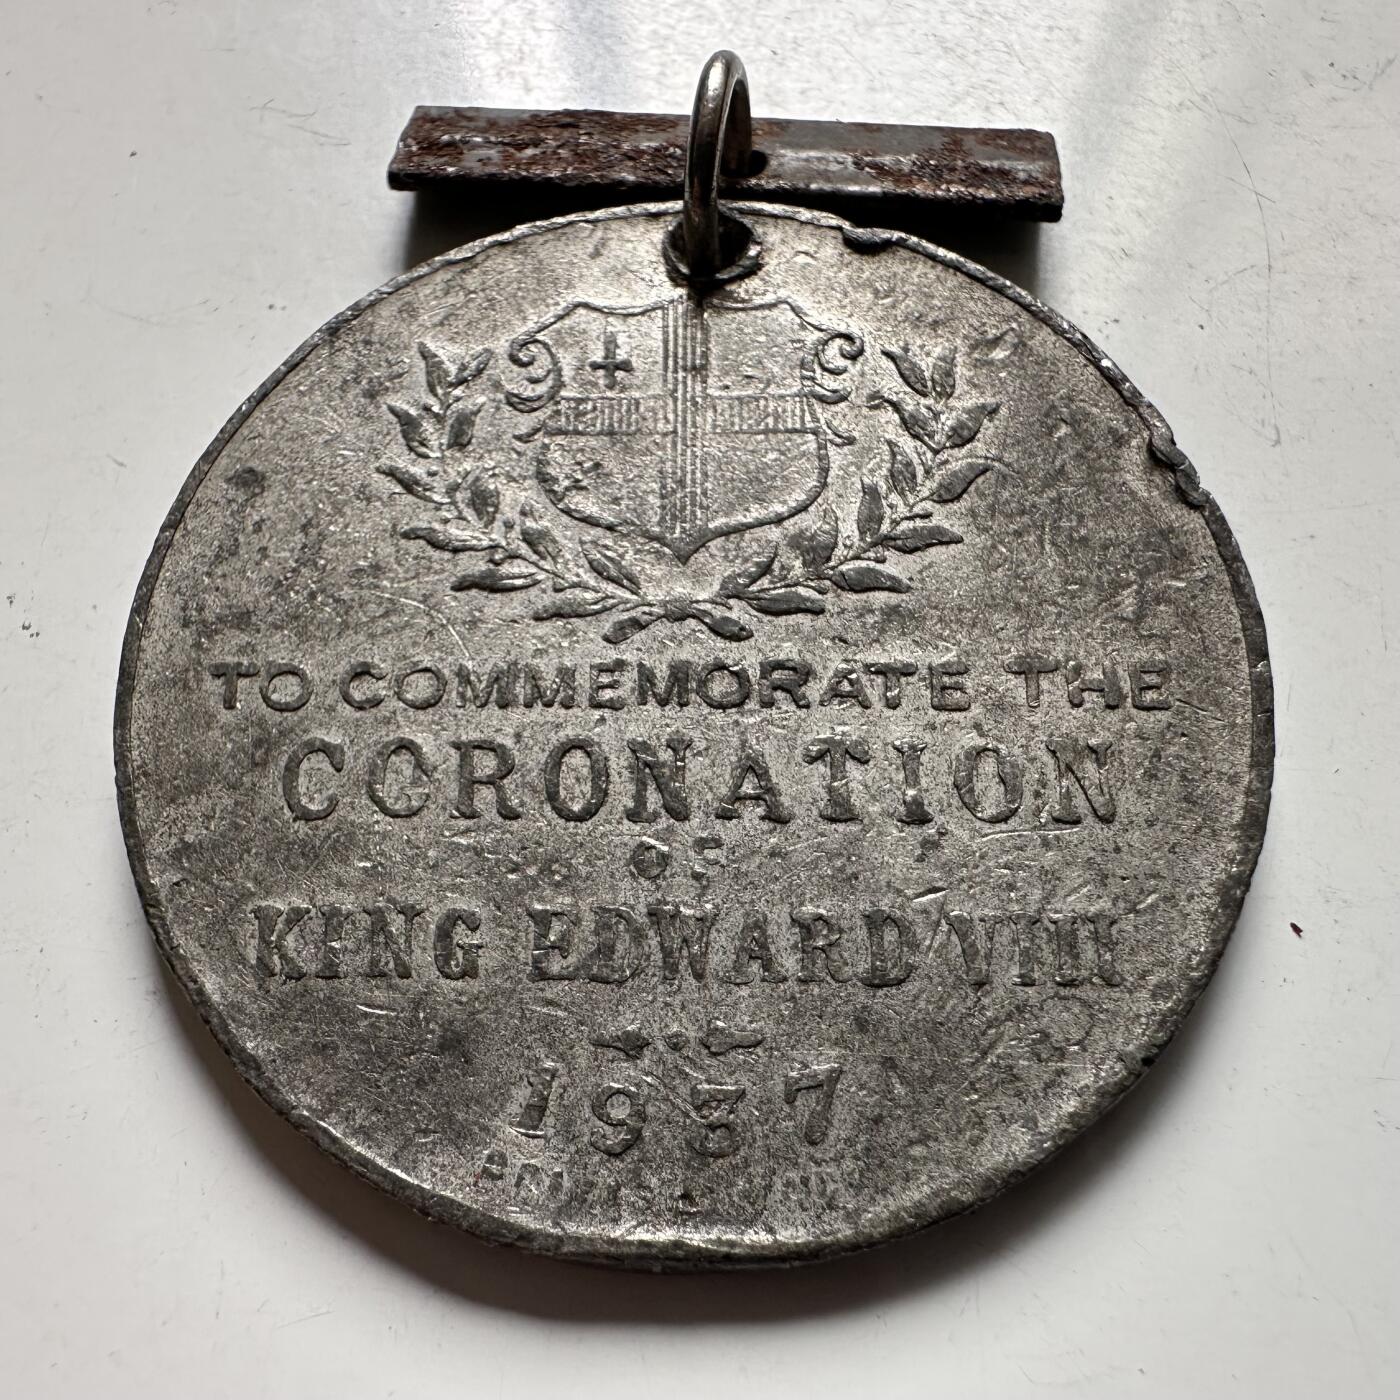 TO COMMEMORATE THE
CORONATION
OF
KING EDWARD VIII
1937